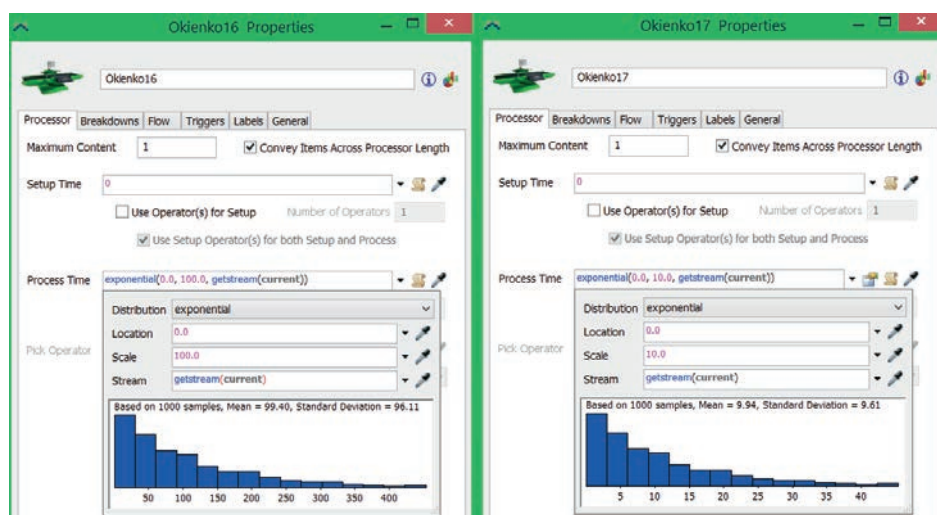 Okienko16 Properties
Okienko16
Processor Breakdowns Flow Triggers Labels General
Maximum Content 1 Convey Items Across Processor Length
Setup Time 0
Use Operator(s) for Setup Number of Operators 1
Use Setup Operator(s) for both Setup and Process
Process Time exponential(0.0, 100.0, getstream(current))
Distribution exponential
Location 0.0
Pick Operator
Scale 100.0
Stream getstream(current)
Based on 1000 samples, Mean = 99.40, Standard Deviation = 96.11
50 100 150 200 250 300 350 400
Okienko17 Properties
Okienko17
Processor Breakdowns Flow Triggers Labels General
Maximum Content 1 Convey Items Across Processor Length
Setup Time 0
Use Operator(s) for Setup Number of Operators 1
Use Setup Operator(s) for both Setup and Process
Process Time exponential(0.0, 10.0, getstream(current))
Distribution exponential
Location 0.0
Pick Operator
Scale 10.0
Stream getstream(current)
Based on 1000 samples, Mean = 9.94, Standard Deviation = 9.61
5 10 15 20 25 30 35 40